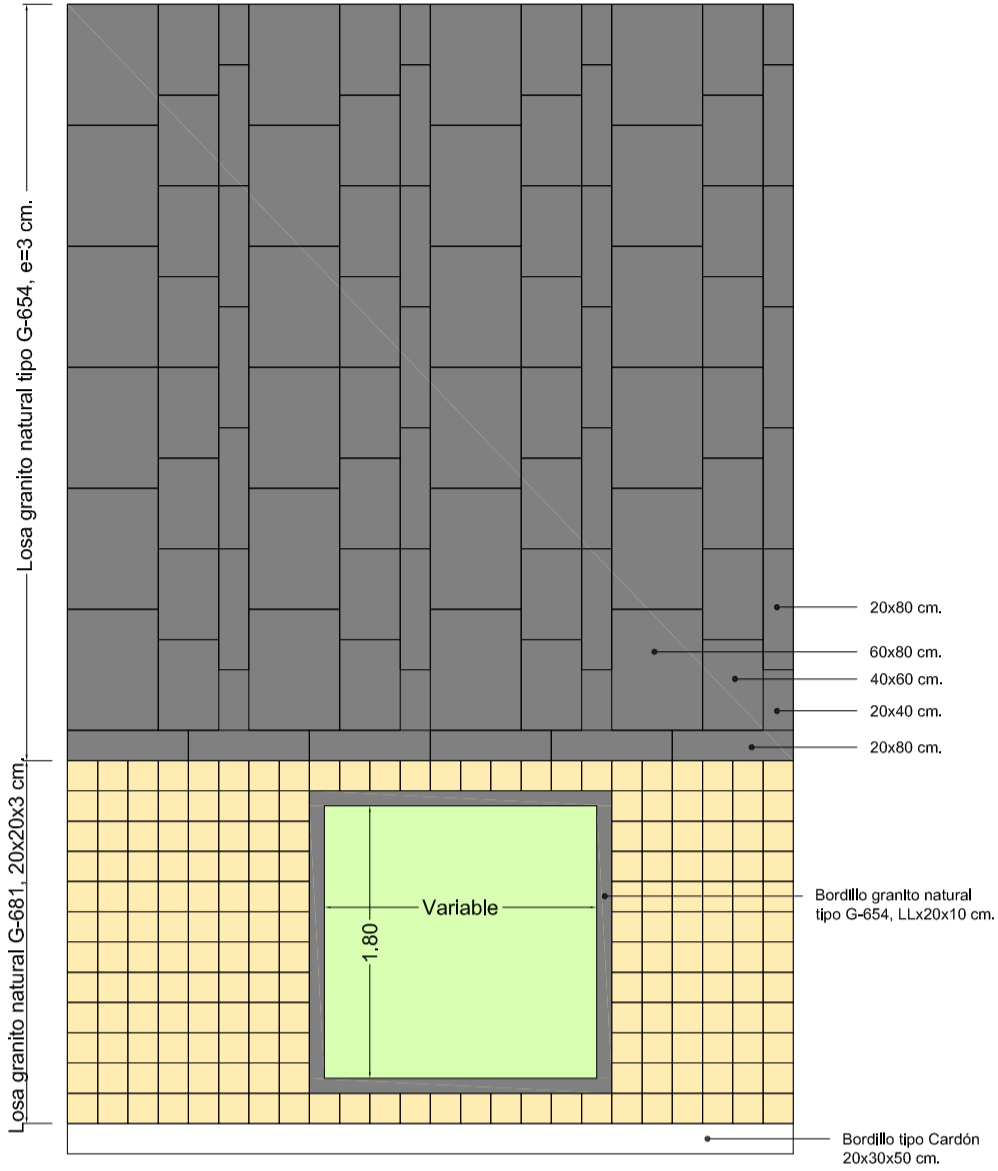 Losa granito natural tipo G-654, e=3 cm.
20x80 cm.
60x80 cm.
40x60 cm.
20x40 cm.
20x80 cm.
Losa granito natural G-681, 20x20x3 cm.
Variable
1,80
Bordillo granito natural
tipo G-654, LLx20x10 cm.
Bordillo tipo Cardón
20x30x50 cm.